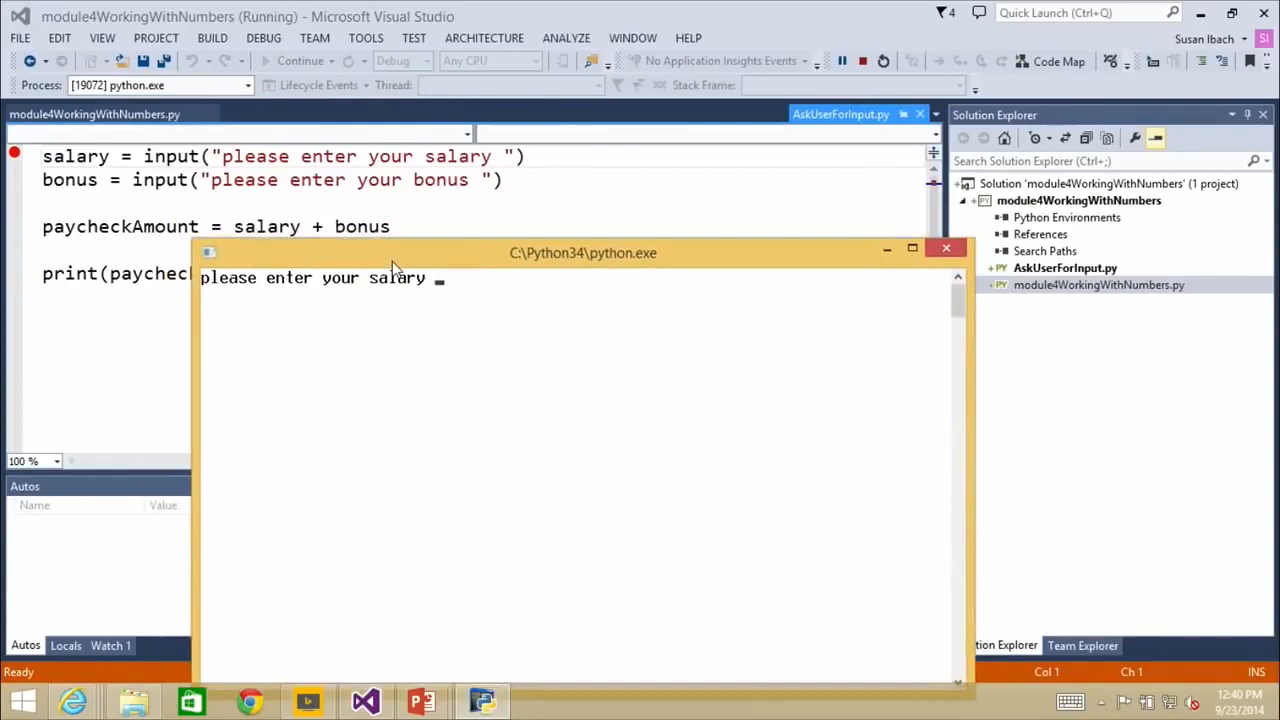 module4WorkingWithNumbers (Running) - Microsoft Visual Studio
4
Quick Launch (Ctrl+Q)
FILE EDIT VIEW PROJECT BUILD DEBUG TEAM TOOLS TEST ARCHITECTURE ANALYZE WINDOW HELP
Susan Ibach SI
Continue Debug Any CPU No Application Insights Events Code Map
Process: [19072] python.exe Lifecycle Events Thread: Stack Frame:
module4WorkingWithNumbers.py AskUserForInput.py
salary = input("please enter your salary ")
bonus = input("please enter your bonus ")
paycheckAmount = salary + bonus
print(paychec
C:\Python34\python.exe
please enter your salary
100 %
Autos
Name Value
Autos Locals Watch 1
Solution Explorer
Search Solution Explorer (Ctrl+;)
Solution 'module4WorkingWithNumbers' (1 project)
module4WorkingWithNumbers
Python Environments
References
Search Paths
PY AskUserForInput.py
PY module4WorkingWithNumbers.py
tion Explorer Team Explorer
Ready Col 1 Ch 1 INS
12:40 PM
9/23/2014